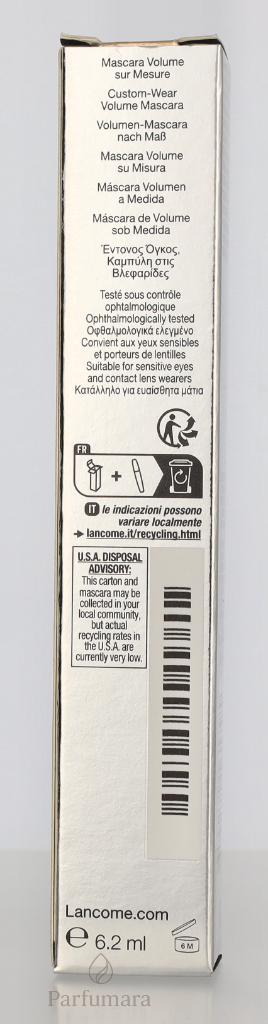 Mascara Volume
sur Mesure
Custom-Wear
Volume Mascara
Volumen-Mascara
nach Maß
Mascara Volume
su Misura
Máscara Volumen
a Medida
Máscara de Volume
sob Medida
Έντονος Όγκος,
Καμπύλη στις
Βλεφαρίδες
Testé sous contrôle
ophtalmologique
Ophthalmologically tested
Οφθαλμολογικά ελεγμένο
Convient aux yeux sensibles
et porteurs de lentilles
Suitable for sensitive eyes
and contact lens wearers
Κατάλληλο για ευαίσθητα μάτια
FR
+
IT le indicazioni possono
variare localmente
→ lancome.it/recycling.html
U.S.A. DISPOSAL
ADVISORY:
This carton and
mascara may be
collected in your
local community,
but actual
recycling rates in
the U.S.A. are
currently very low.
Lancome.com
e 6.2 ml
6 M
Parfumara